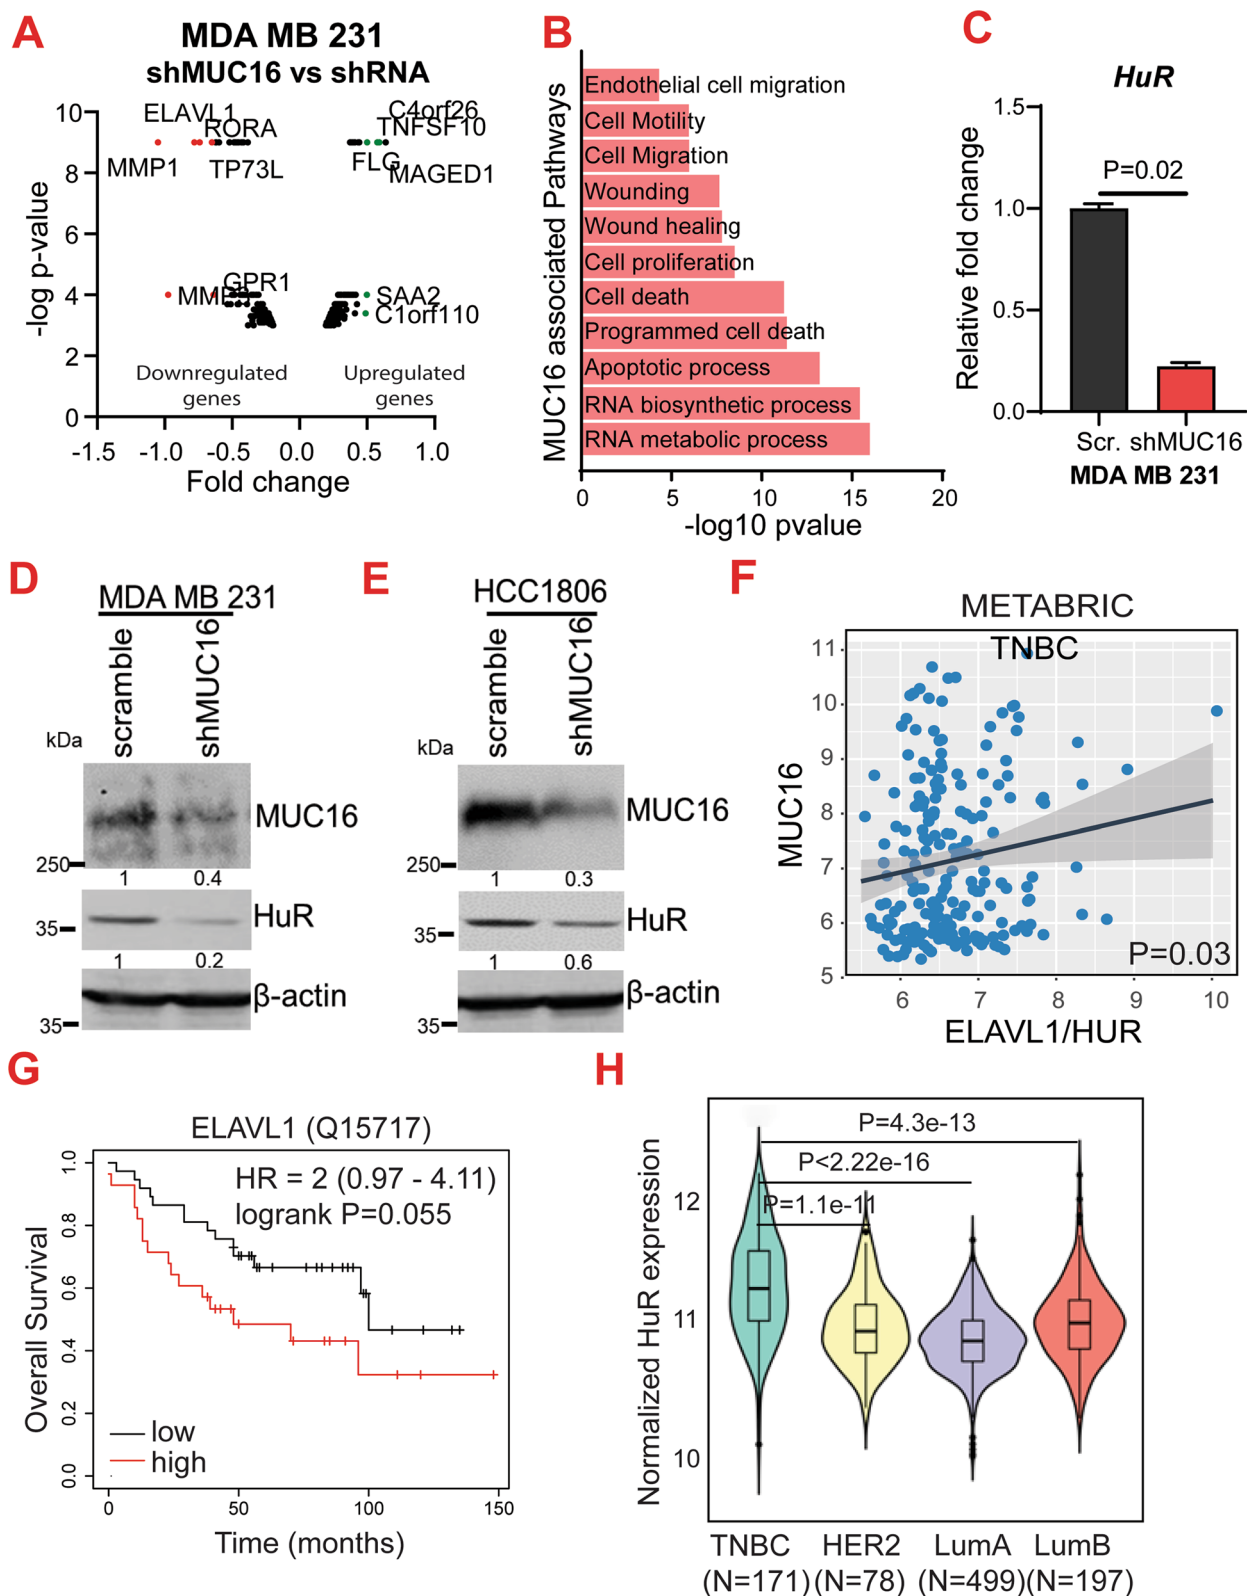 A
MDA MB 231
shMUC16 vs shRNA
-log p-value
10
8
6
4
2
0
ELAVL1
RORA
MMP1
TP73L
C4orf26
TNFSF10
FLG
MAGED1
GPR1
SAA2
C1orf110
Downregulated
genes
Upregulated
genes
-1.5 -1.0 -0.5 0.0 0.5 1.0
Fold change
B
MUC16 associated Pathways
Endothelial cell migration
Cell Motility
Cell Migration
Wounding
Wound healing
Cell proliferation
Cell death
Programmed cell death
Apoptotic process
RNA biosynthetic process
RNA metabolic process
0 5 10 15 20
-log10 pvalue
C
HuR
Relative fold change
1.5
1.0
0.5
0.0
P=0.02
Scr. shMUC16
MDA MB 231
D
MDA MB 231
scramble
shMUC16
kDa
MUC16
250
1 0.4
HuR
35
1 0.2
β-actin
35
E
HCC1806
scramble
shMUC16
kDa
MUC16
250
1 0.3
HuR
35
1 0.6
β-actin
35
F
METABRIC
TNBC
MUC16
11
10
9
8
7
6
5
P=0.03
6 7 8 9 10
ELAVL1/HUR
G
ELAVL1 (Q15717)
HR = 2 (0.97 - 4.11)
logrank P=0.055
Overall Survival
1.0
0.8
0.6
0.4
0.2
0.0
low
high
0 50 100 150
Time (months)
H
Normalized HuR expression
12
11
10
P=4.3e-13
P<2.22e-16
P=1.1e-11
TNBC HER2 LumA LumB
(N=171) (N=78) (N=499) (N=197)